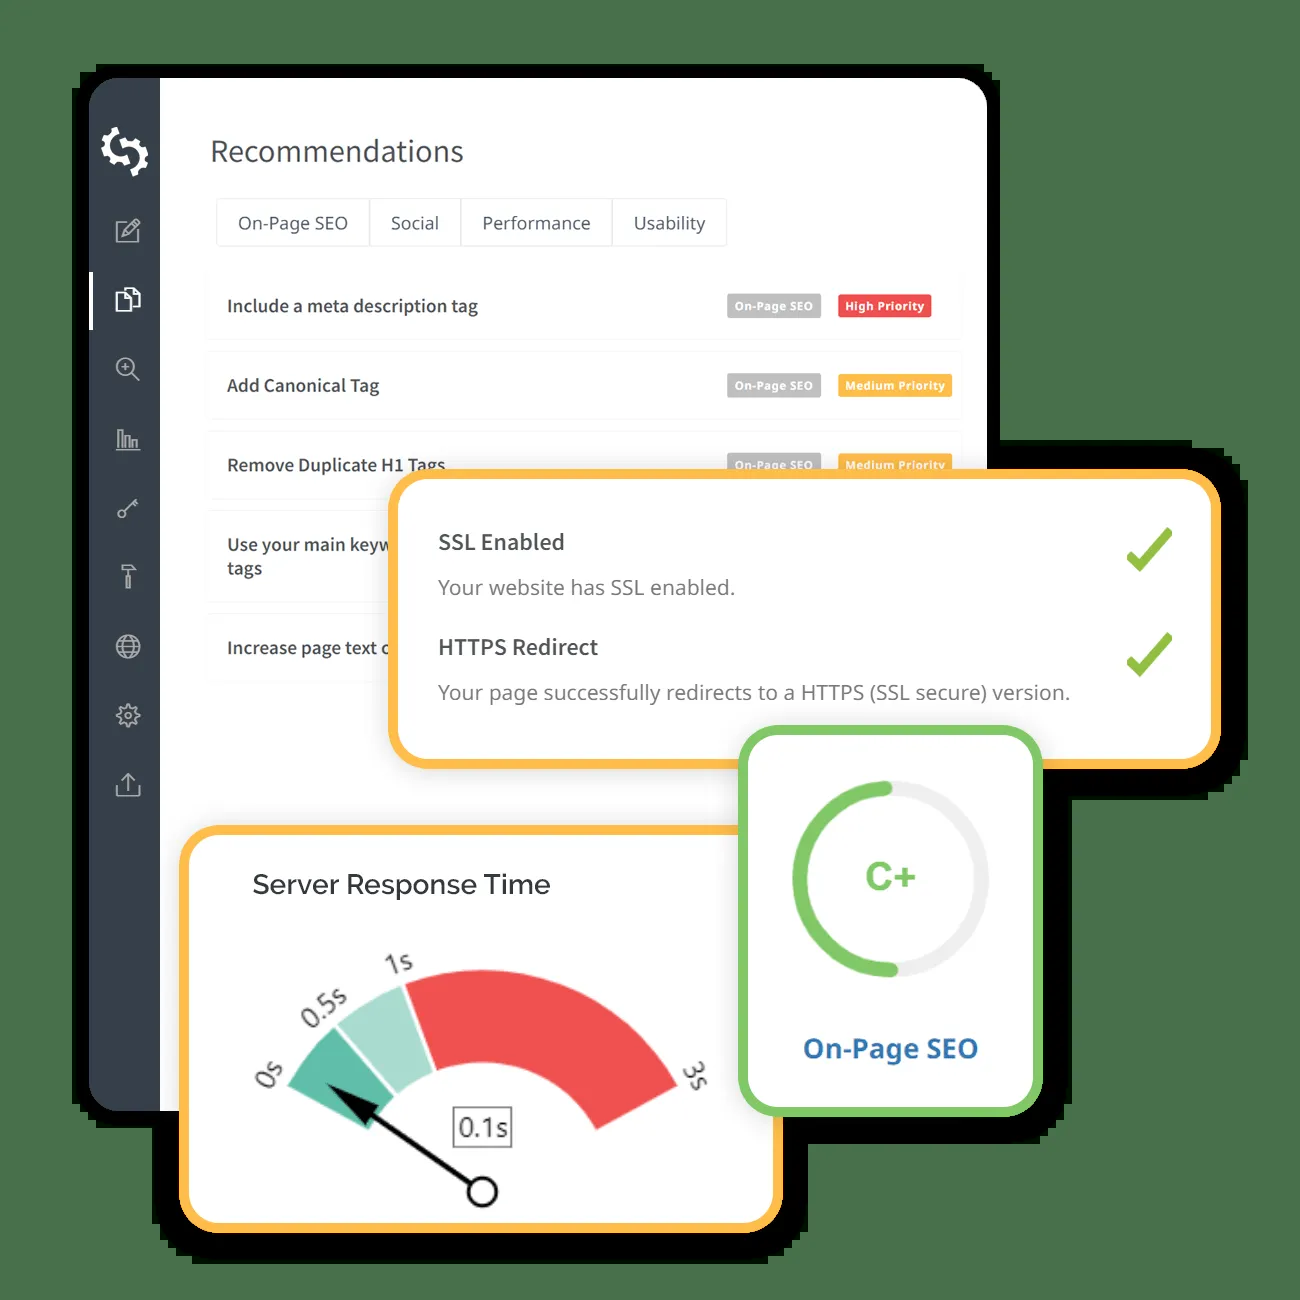 Recommendations
On-Page SEO Social Performance Usability
Include a meta description tag On-Page SEO High Priority
Add Canonical Tag On-Page SEO Medium Priority
Remove Duplicate H1 Tags On-Page SEO Medium Priority
Use your main
tags
Increase page text
SSL Enabled
Your website has SSL enabled.
HTTPS Redirect
Your page successfully redirects to a HTTPS (SSL secure) version.
C+
On-Page SEO
Server Response Time
0s
0.5s
1s
3s
0.1s